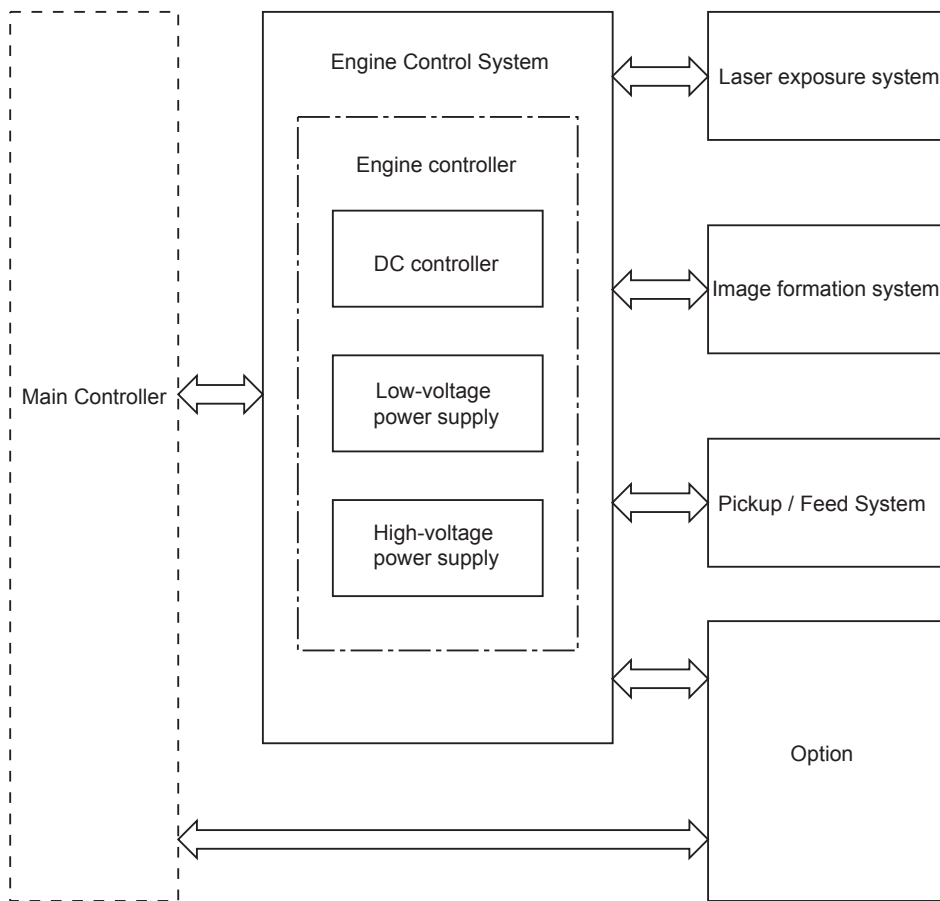 Main Controller
Engine Control System
Engine controller
DC controller
Low-voltage
power supply
High-voltage
power supply
Laser exposure system
Image formation system
Pickup / Feed System
Option